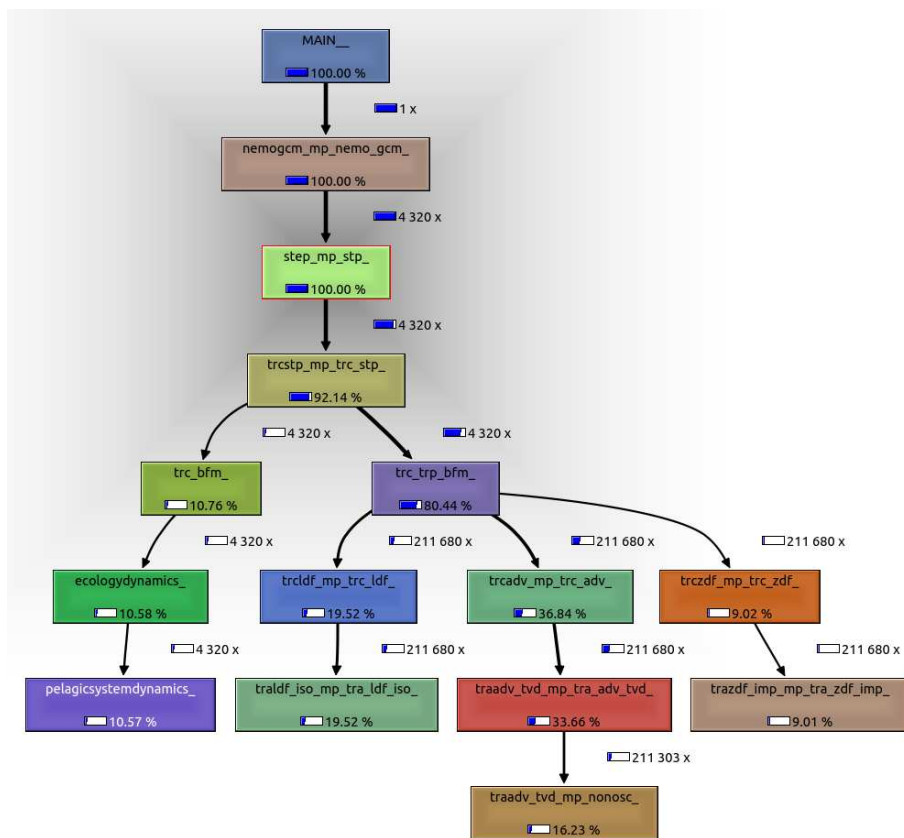 MAIN__
100.00 %
1 x
nemogcm_mp_nemo_gcm_
100.00 %
4 320 x
step_mp_stp_
100.00 %
4 320 x
trcstp_mp_trc_stp_
92.14 %
4 320 x
4 320 x
trc_bfm_
10.76 %
trc_trp_bfm_
80.44 %
4 320 x
211 680 x
211 680 x
211 680 x
ecologydynamics_
10.58 %
trcldf_mp_trc_ldf_
19.52 %
trcadv_mp_trc_adv_
36.84 %
trczdf_mp_trc_zdf_
9.02 %
4 320 x
211 680 x
211 680 x
211 680 x
pelagicsystemdynamics_
10.57 %
traldf_iso_mp_tra_ldf_iso_
19.52 %
traadv_tvd_mp_tra_adv_tvd_
33.66 %
trazdf_imp_mp_tra_zdf_imp_
9.01 %
211 303 x
traadv_tvd_mp_nonosc_
16.23 %